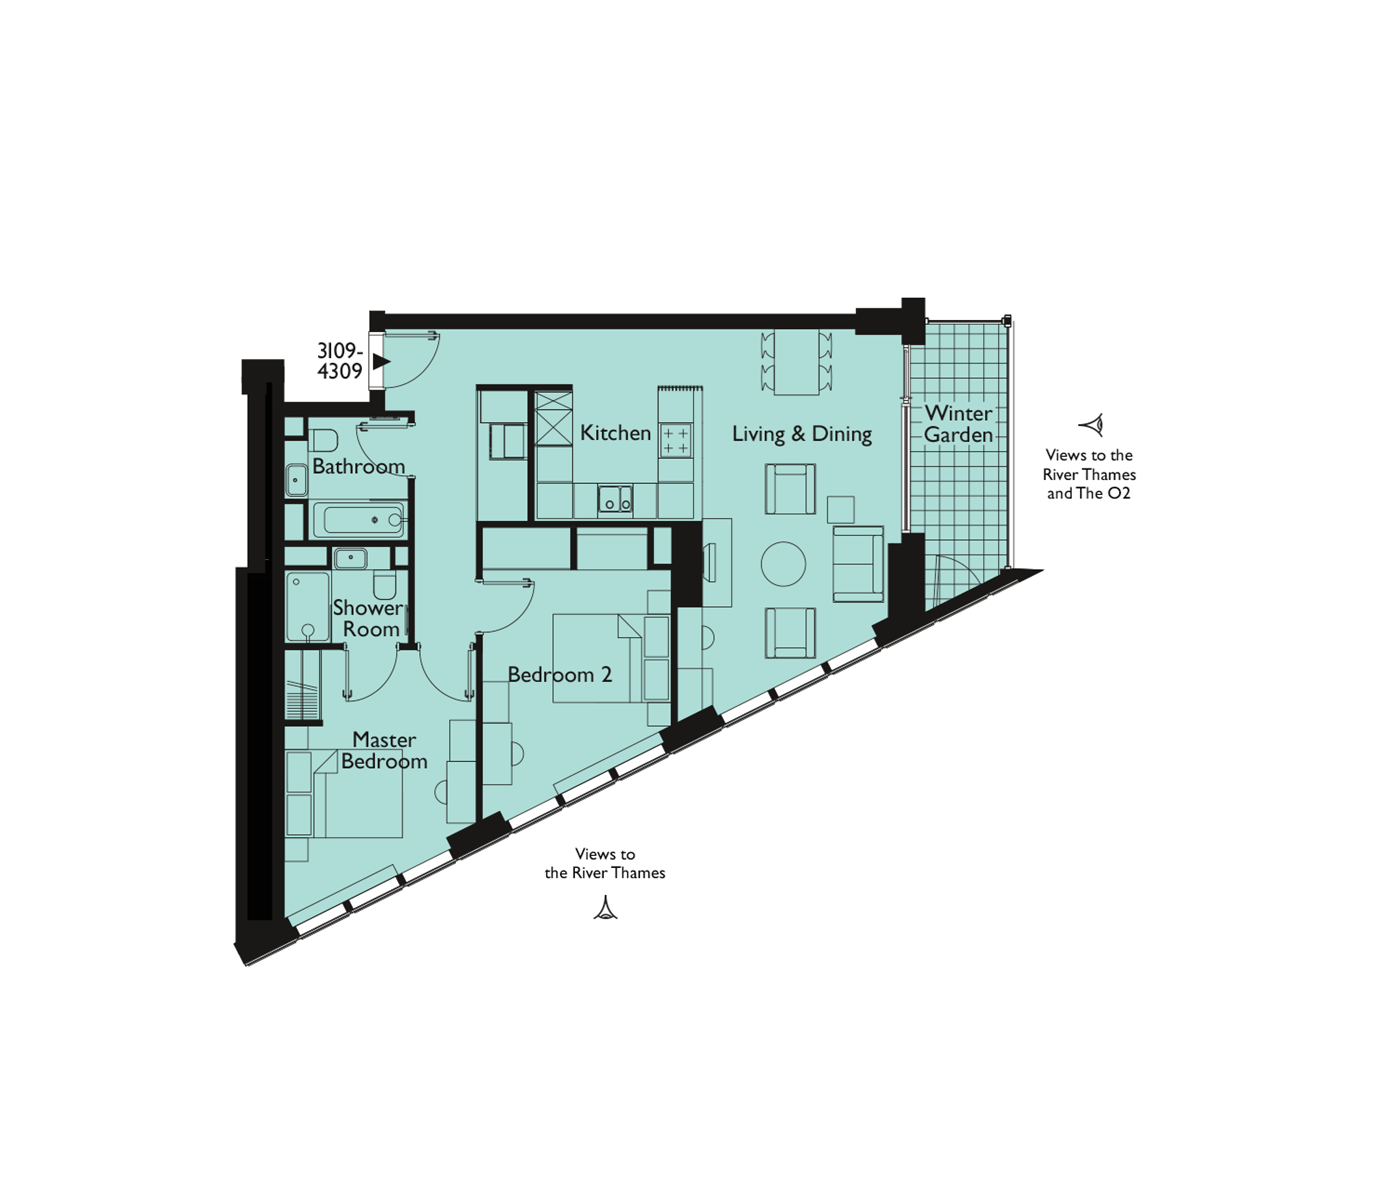 3109-
4309
Kitchen
Living & Dining
Winter
Garden
Views to the
River Thames
and The O2
Bathroom
Shower
Room
Bedroom 2
Master
Bedroom
Views to
the River Thames